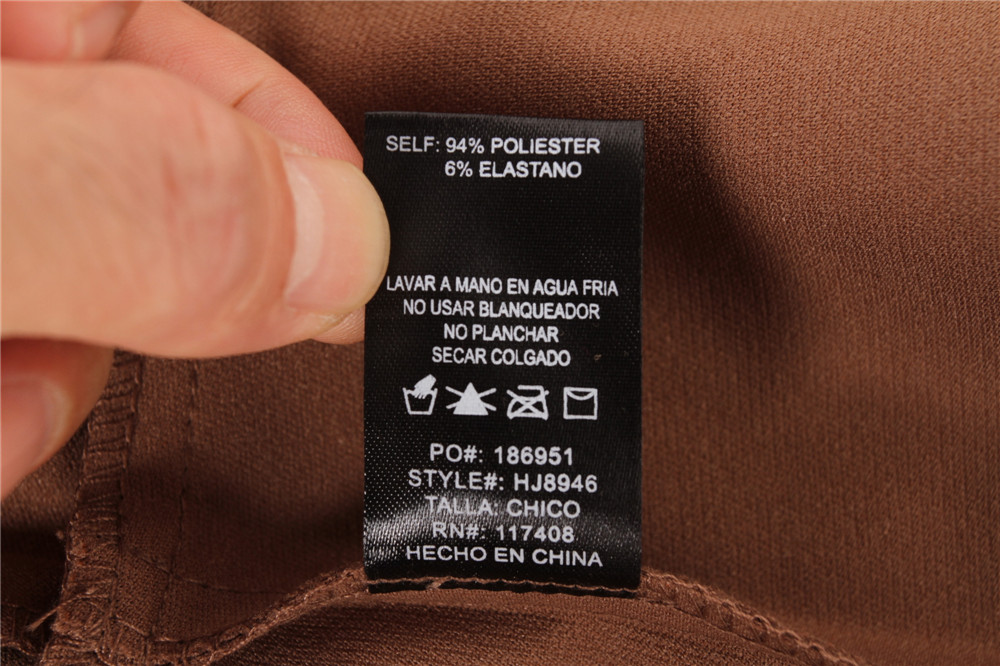 SELF: 94% POLIESTER
6% ELASTANO
LAVAR A MANO EN AGUA FRIA
NO USAR BLANQUEADOR
NO PLANCHAR
SECAR COLGADO
PO#: 186951
STYLE#: HJ8946
TALLA: CHICO
RN#: 117408
HECHO EN CHINA